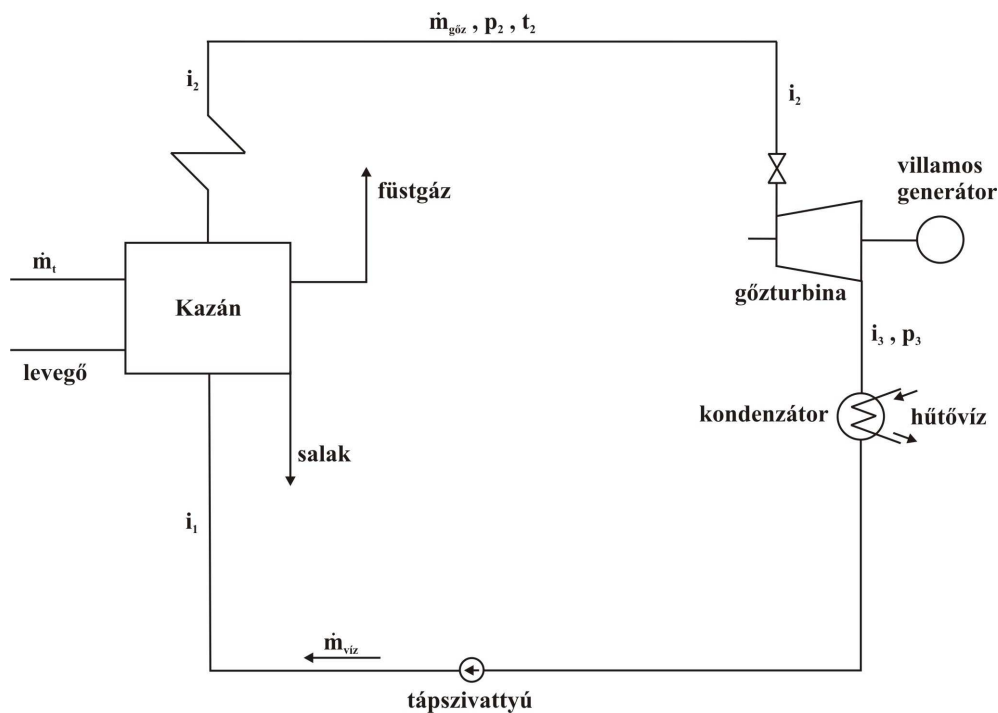 ṁgőz , p₂ , t₂
i₂
i₂
villamos
generátor
füstgáz
ṁₜ
Kazán
gőzturbina
levegő
i₃ , p₃
kondenzátor
hűtővíz
salak
i₁
ṁvíz
tápszivattyú